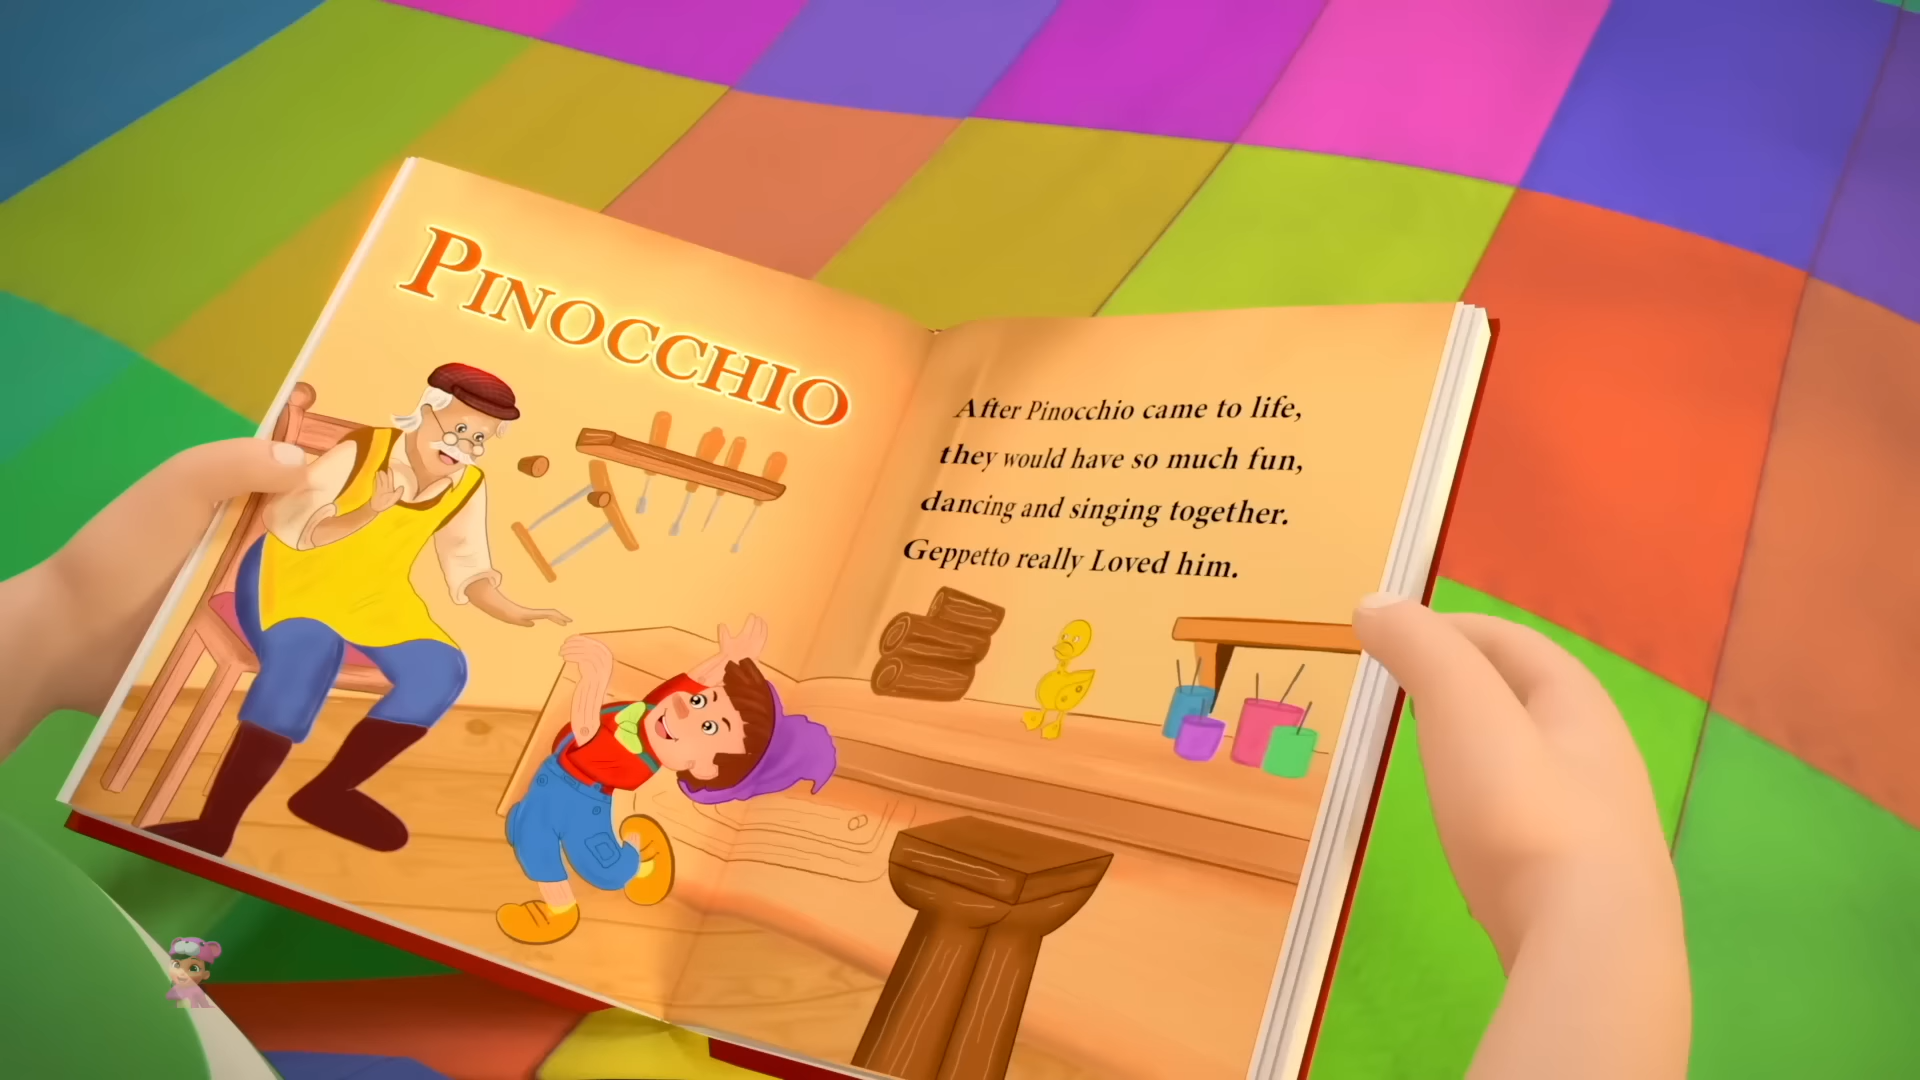 PINOCCHIO
After Pinocchio came to life,
they would have so much fun,
dancing and singing together.
Geppetto really Loved him.